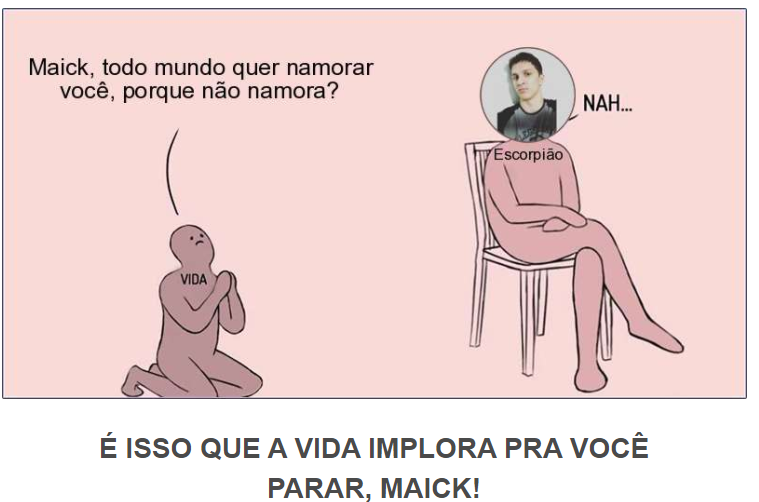 Maick, todo mundo quer namorar
você, porque não namora?
NAH...
Escorpião
VIDA
É ISSO QUE A VIDA IMPLORA PRA VOCÊ
PARAR, MAICK!